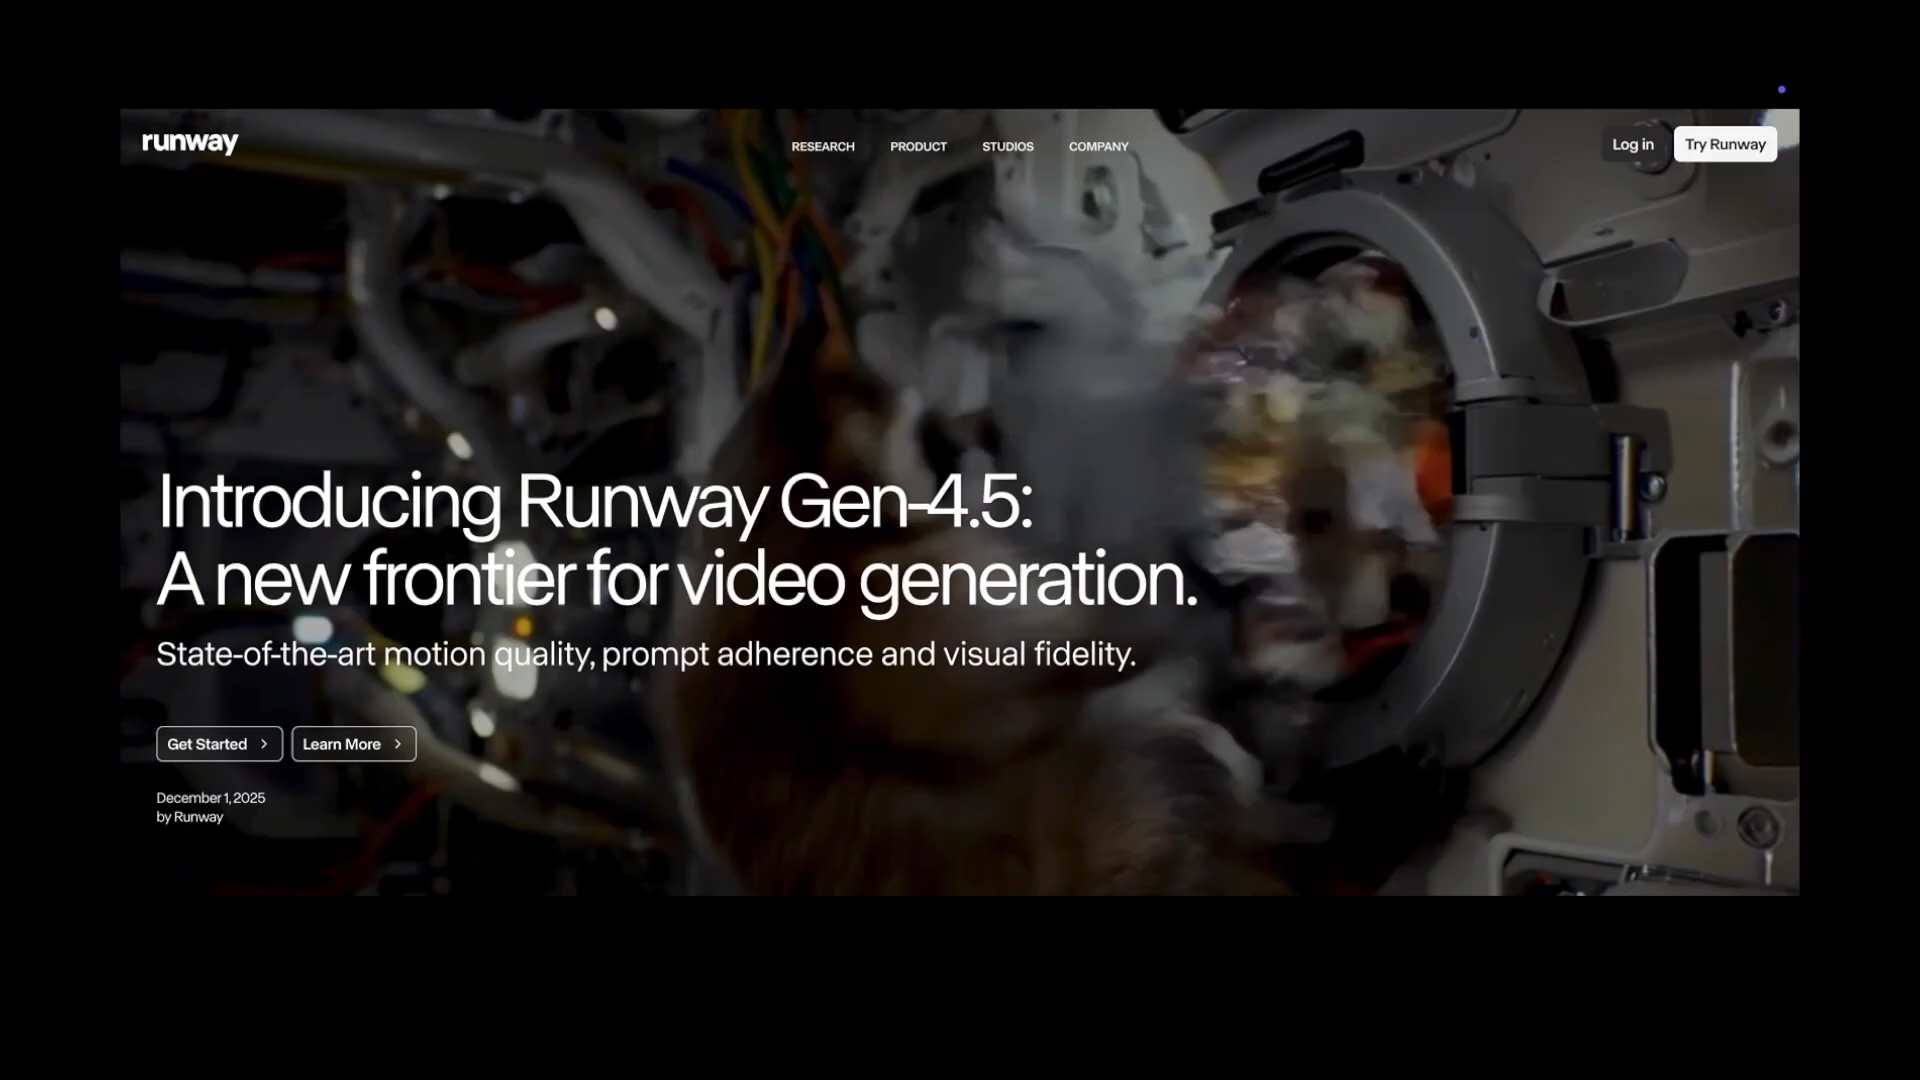 runway
RESEARCH PRODUCT STUDIOS COMPANY
Log in
Try Runway
Introducing Runway Gen-4.5:
A new frontier for video generation.
State-of-the-art motion quality, prompt adherence and visual fidelity.
Get Started
Learn More
December 1, 2025
by Runway